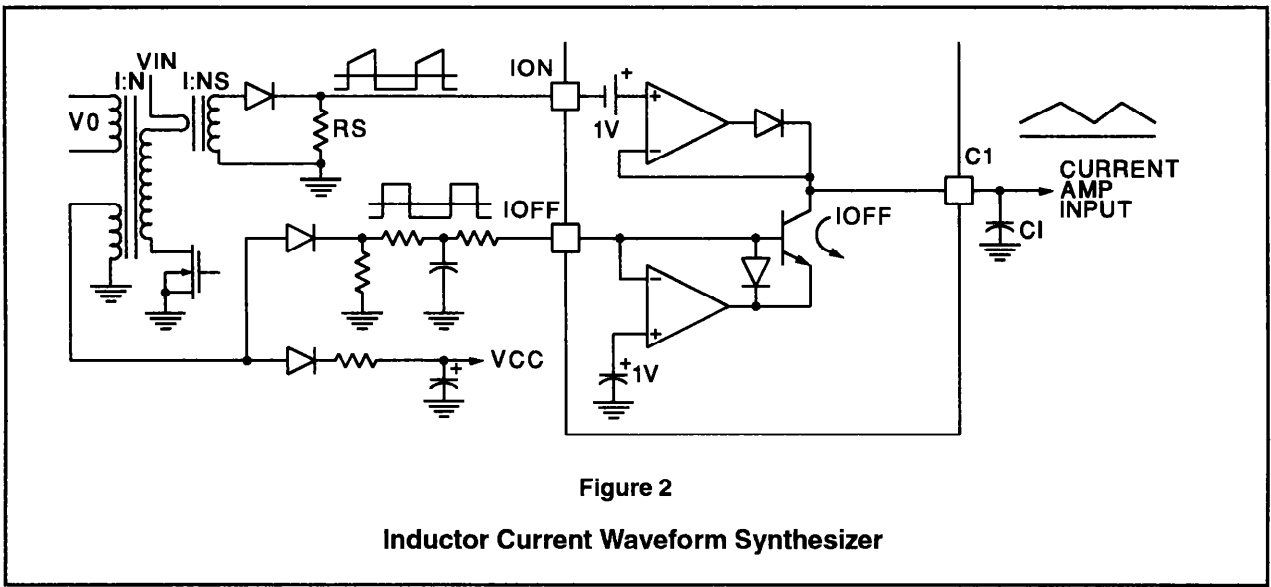 VIN
I:N
I:NS
V0
RS
ION
+
1V
+
−
IOFF
IOFF
−
+
+
1V
VCC
+
C1
CURRENT
AMP
INPUT
CI
Figure 2
Inductor Current Waveform Synthesizer